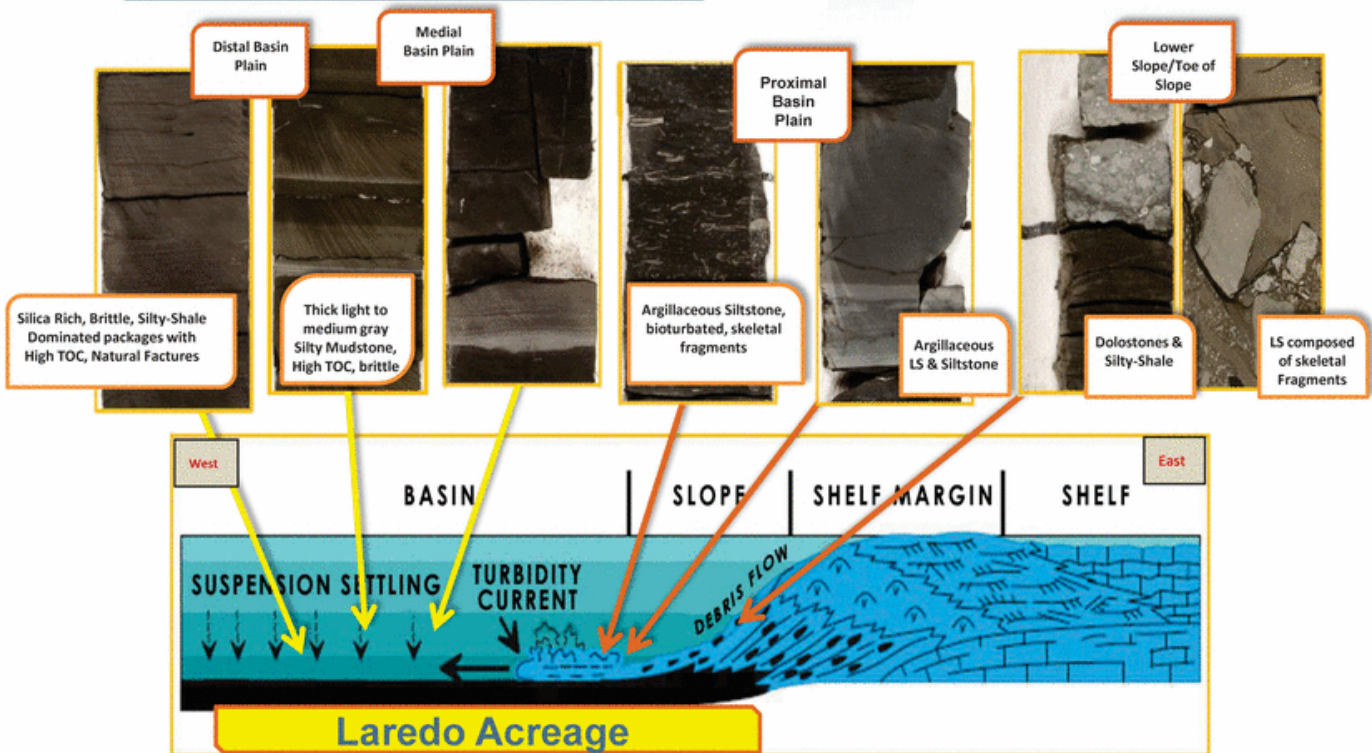 Distal Basin
Plain
Medial
Basin Plain
Proximal
Basin
Plain
Lower
Slope/Toe of
Slope
Silica Rich, Brittle, Silty-Shale
Dominated packages with
High TOC, Natural Factures
Thick light to
medium gray
Silty Mudstone,
High TOC, brittle
Argillaceous Siltstone,
bioturbated, skeletal
fragments
Argillaceous
LS & Siltstone
Dolostones &
Silty-Shale
LS composed
of skeletal
Fragments
West
East
BASIN
SLOPE
SHELF MARGIN
SHELF
SUSPENSION SETTLING
TURBIDITY
CURRENT
DEBRIS FLOW
Laredo Acreage